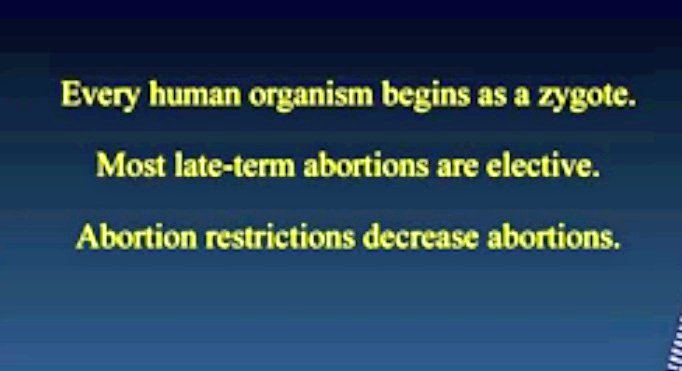 Every human organism begins as a zygote.
Most late-term abortions are elective.
Abortion restrictions decrease abortions.